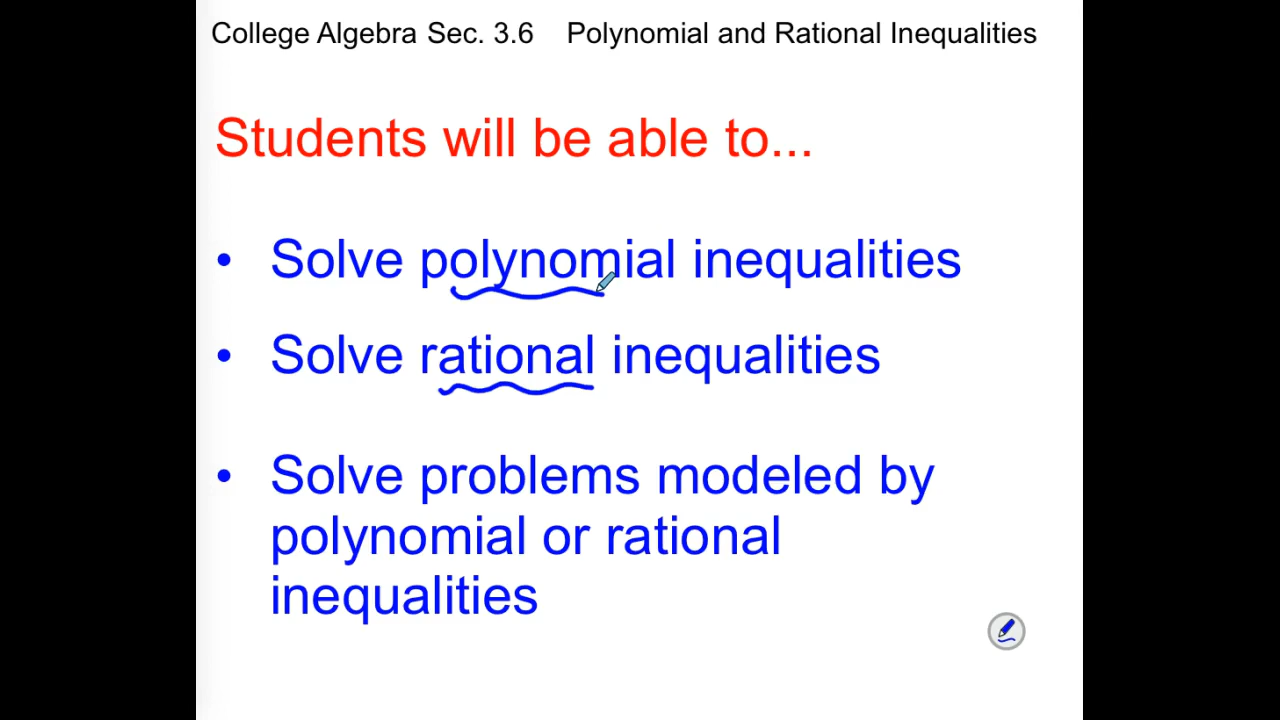 College Algebra Sec. 3.6 Polynomial and Rational Inequalities
Students will be able to...
• Solve polynomial inequalities
• Solve rational inequalities
• Solve problems modeled by
polynomial or rational
inequalities